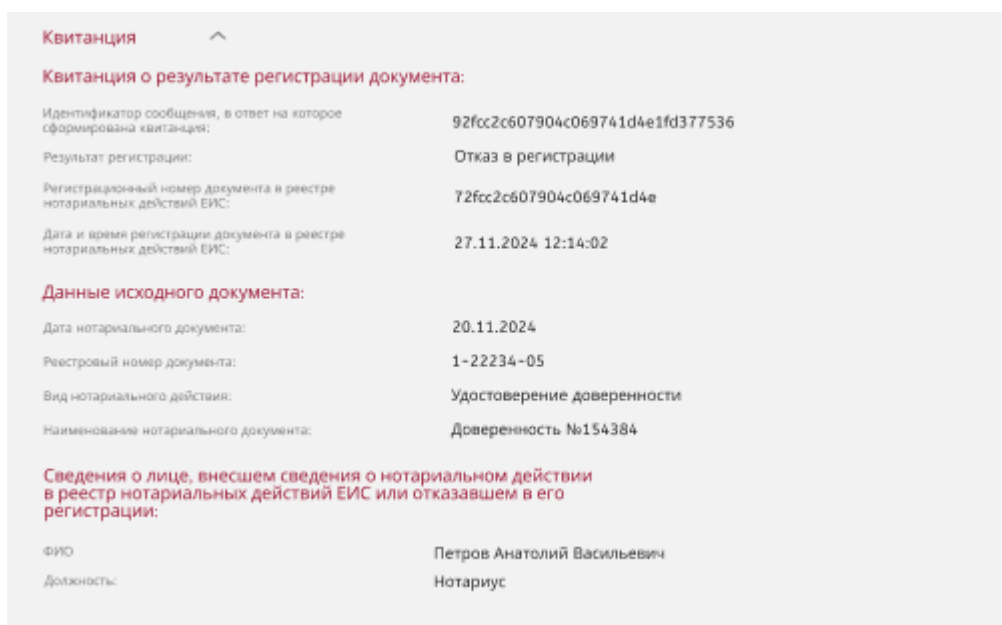 Квитанция
Квитанция о результате регистрации документа:
Идентификатор сообщения, в ответ на которое
сформирована квитанция:
92fcc2c607904c069741d4e1fd377536
Результат регистрации:
Отказ в регистрации
Регистрационный номер документа в реестре
нотариальных действий ЕИС:
72fcc2c607904c069741d4e
Дата и время регистрации документа в реестре
нотариальных действий ЕИС:
27.11.2024 12:14:02
Данные исходного документа:
Дата нотариального документа:
20.11.2024
Реестровый номер документа:
1-22234-05
Вид нотариального действия:
Удостоверение доверенности
Наименование нотариального документа:
Доверенность №154384
Сведения о лице, внесшем сведения о нотариальном действии
в реестр нотариальных действий ЕИС или отказавшем в его
регистрации:
ФИО
Петров Анатолий Васильевич
Должность:
Нотариус